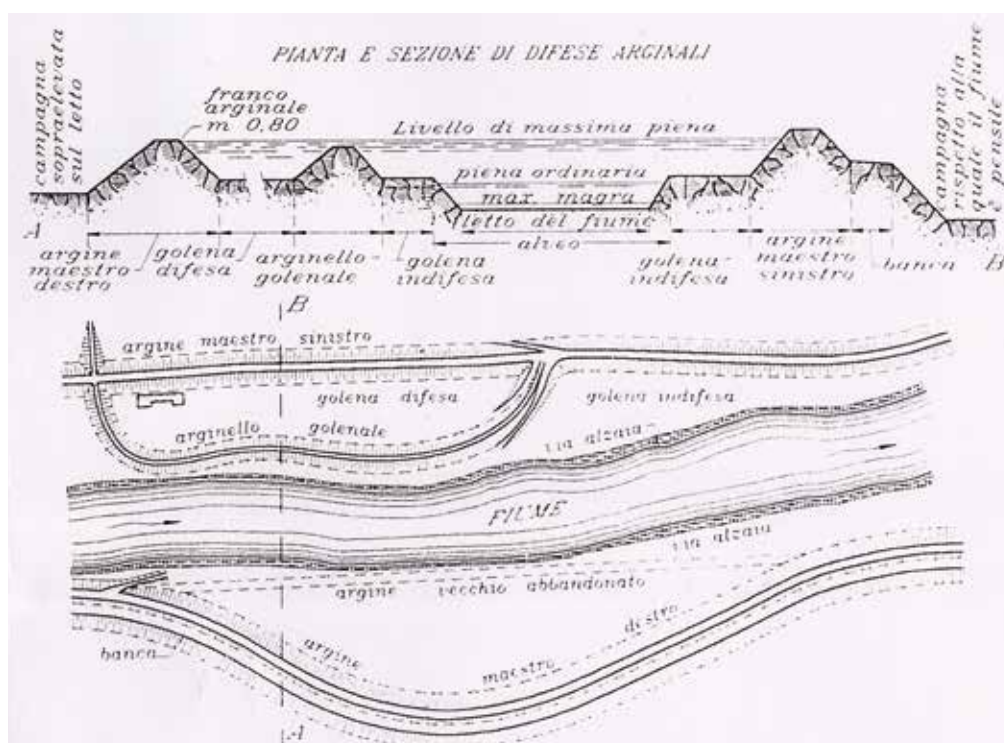 PIANTA E SEZIONE DI DIFESE ARGINALI
campagna
sopraelevata
sul letto
franco
arginale
m 0,80
Livello di massima piena
piena ordinaria
max. magra
letto del fiume
alveo
campagna
rispetto alla
quale il fiume
è pensile
A
B
argine
maestro
destro
golena
difesa
arginello
golenale
golena
indifesa
golena
indifesa
argine
maestro
sinistro
banca
B
argine maestro sinistro
golena difesa
golena indifesa
arginello golenale
via alzaia
FIUME
via alzaia
argine vecchio abbandonato
banca
argine maestro destro
A